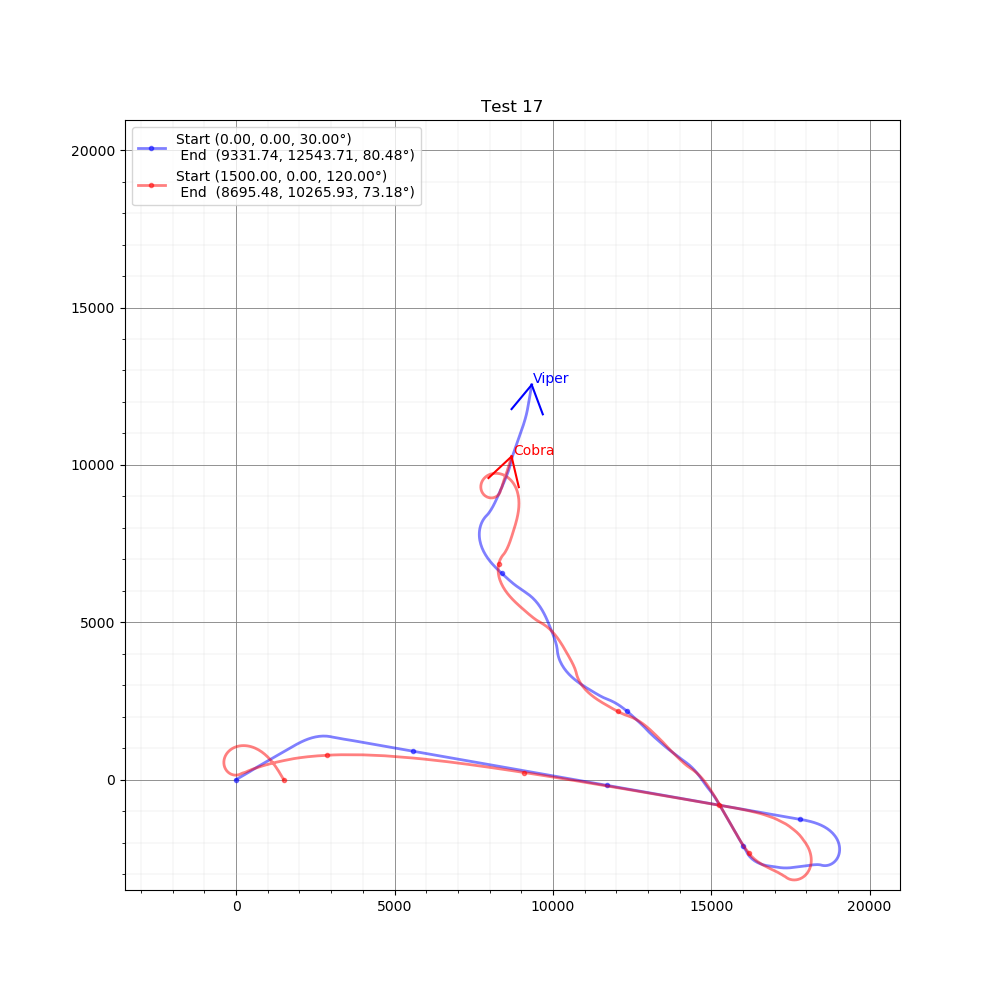 Test 17
Start (0.00, 0.00, 30.00°)
End (9331.74, 12543.71, 80.48°)
Start (1500.00, 0.00, 120.00°)
End (8695.48, 10265.93, 73.18°)
20000
15000
Viper
Cobra
10000
5000
0
0 5000 10000 15000 20000